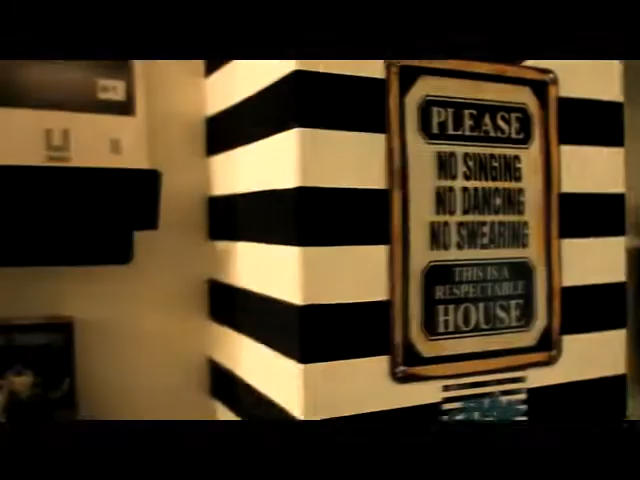 PLEASE
NO SINGING
NO DANCING
NO SWEARING
THIS IS A
RESPECTABLE
HOUSE